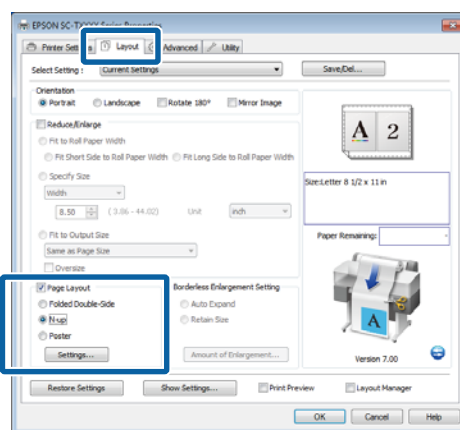 EPSON SC-TXXXX Series Properties
Printer Settings Layout Advanced Utility
Select Setting : Current Settings Save/Del...
Orientation
Portrait Landscape Rotate 180° Mirror Image
Reduce/Enlarge
Fit to Roll Paper Width
Fit Short Side to Roll Paper Width Fit Long Side to Roll Paper Width
Specify Size
Width
8.50 ( 3.86 - 44.02) Unit inch
Fit to Output Size
Same as Page Size
Oversize
A 2
Size:Letter 8 1/2 x 11 in
Paper Remaining:
Page Layout
Folded Double-Side
N-up
Poster
Settings...
Borderless Enlargement Setting
Auto Expand
Retain Size
Amount of Enlargement...
A
Version 7.00
Restore Settings Show Settings... Print Preview Layout Manager
OK Cancel Help